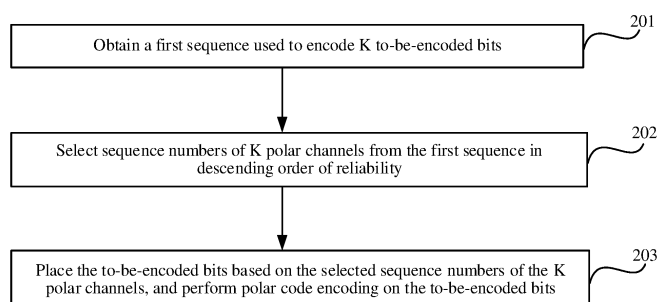 201
Obtain a first sequence used to encode K to-be-encoded bits
202
Select sequence numbers of K polar channels from the first sequence in
descending order of reliability
203
Place the to-be-encoded bits based on the selected sequence numbers of the K
polar channels, and perform polar code encoding on the to-be-encoded bits